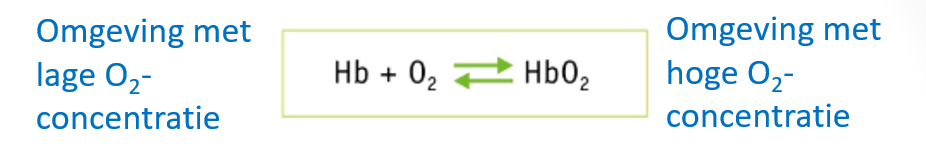 Omgeving met
lage O₂-
concentratie
Hb + O₂ ⇄ HbO₂
Omgeving met
hoge O₂-
concentratie